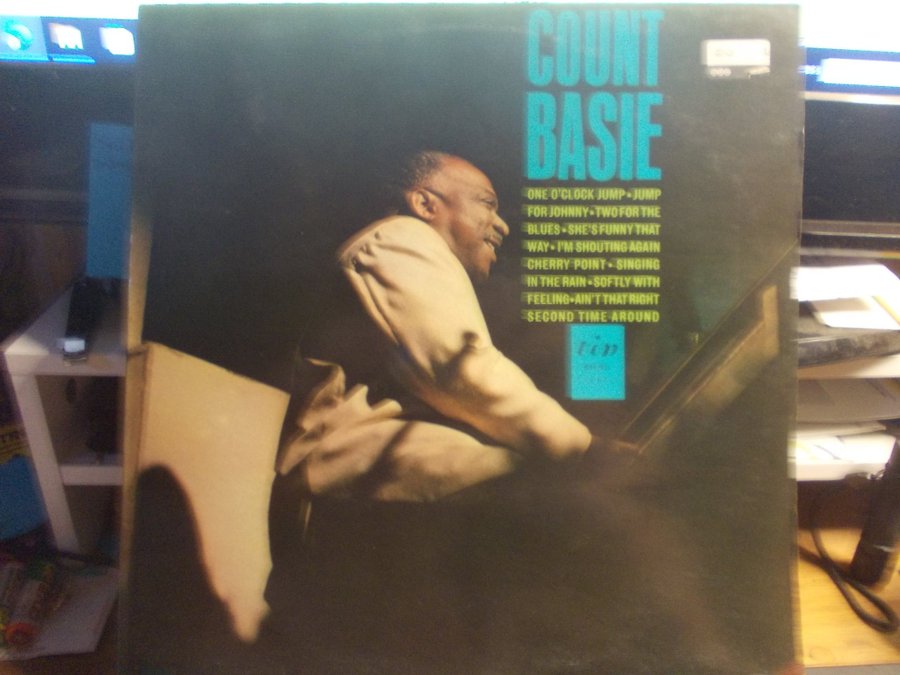 COUNT
BASIE
ONE O'CLOCK JUMP • JUMP
FOR JOHNNY • TWO FOR THE
BLUES • SHE'S FUNNY THAT
WAY • I'M SHOUTING AGAIN
CHERRY POINT • SINGING
IN THE RAIN • SOFTLY WITH
FEELING • AIN'T THAT RIGHT
SECOND TIME AROUND